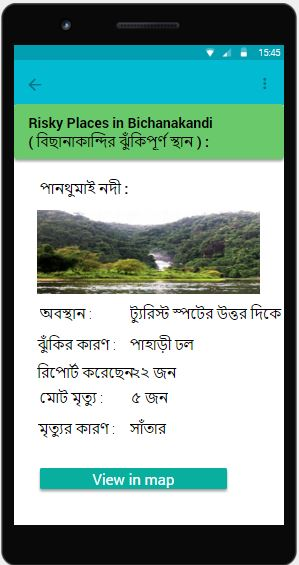 15:45
Risky Places in Bichanakandi
( বিছানাকান্দির ঝুঁকিপূর্ণ স্থান ) :
পানথুমাই নদী :
অবস্থান : ট্যুরিস্ট স্পটের উত্তর দিকে
ঝুঁকির কারণ : পাহাড়ী ঢল
রিপোর্ট করেছেন২২ জন
মোট মৃত্যু : ৫ জন
মৃত্যুর কারণ : সাঁতার
View in map